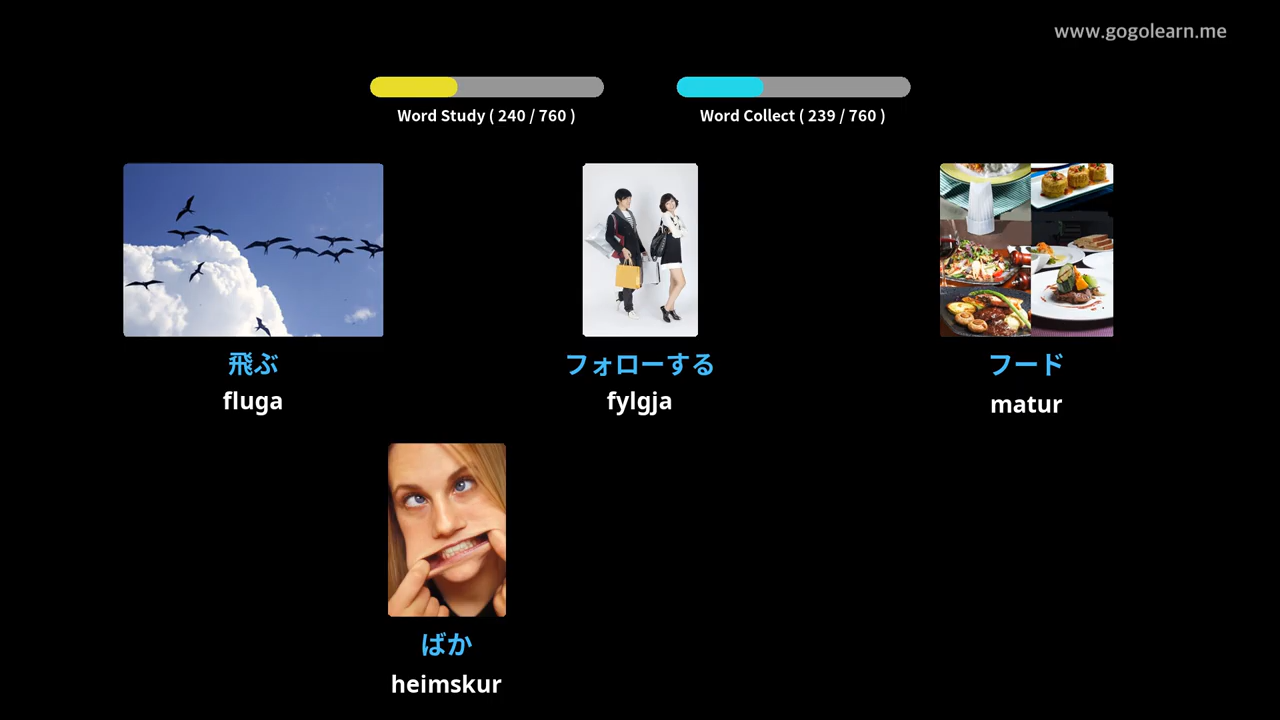 www.gogolearn.me
Word Study ( 240 / 760 )
Word Collect ( 239 / 760 )
飛ぶ
fluga
フォローする
fylgja
フード
matur
ばか
heimskur